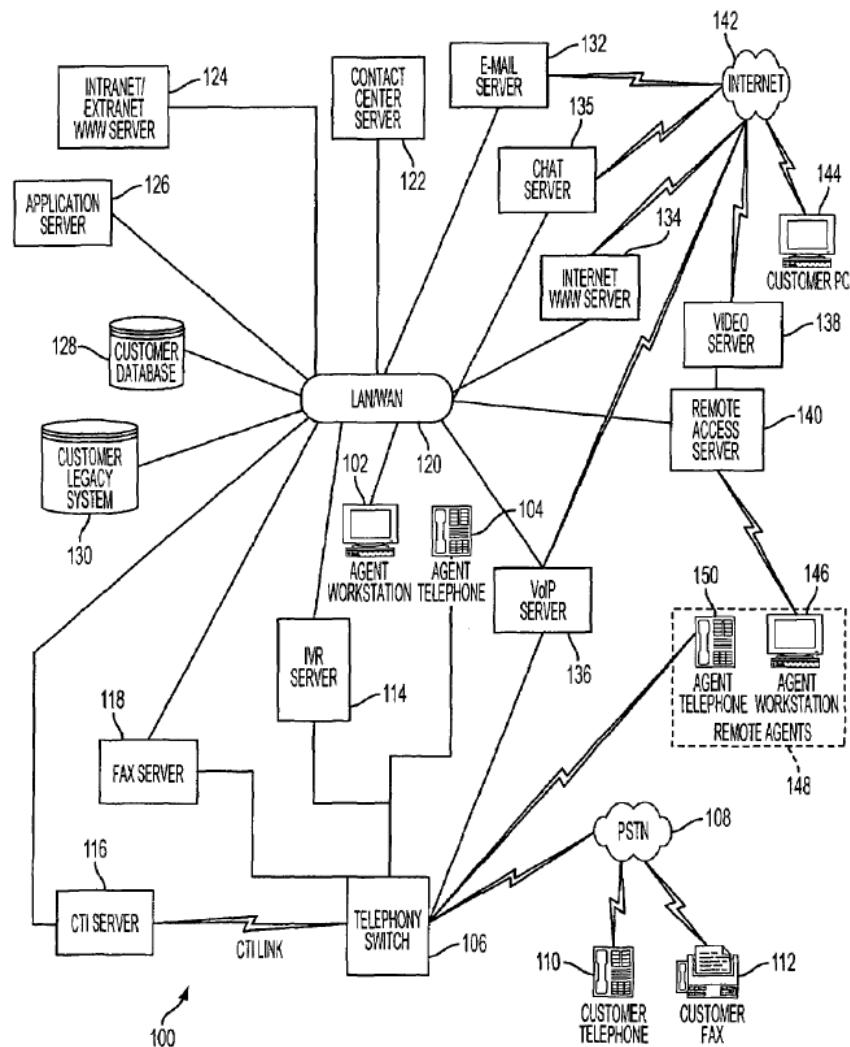 142
132
E-MAIL
SERVER
INTERNET
124
INTRANET/
EXTRANET
WWW SERVER
CONTACT
CENTER
SERVER
122
135
CHAT
SERVER
126
APPLICATION
SERVER
144
CUSTOMER PC
134
INTERNET
WWW SERVER
128
CUSTOMER
DATABASE
VIDEO
SERVER
138
LAN/WAN
120
REMOTE
ACCESS
SERVER
140
CUSTOMER
LEGACY
SYSTEM
130
102
AGENT
WORKSTATION
104
AGENT
TELEPHONE
VoIP
SERVER
136
150
AGENT
TELEPHONE
146
AGENT
WORKSTATION
REMOTE AGENTS
148
IVR
SERVER
114
118
FAX SERVER
PSTN
108
116
CTI SERVER
CTI LINK
TELEPHONY
SWITCH
106
110
CUSTOMER
TELEPHONE
112
CUSTOMER
FAX
100